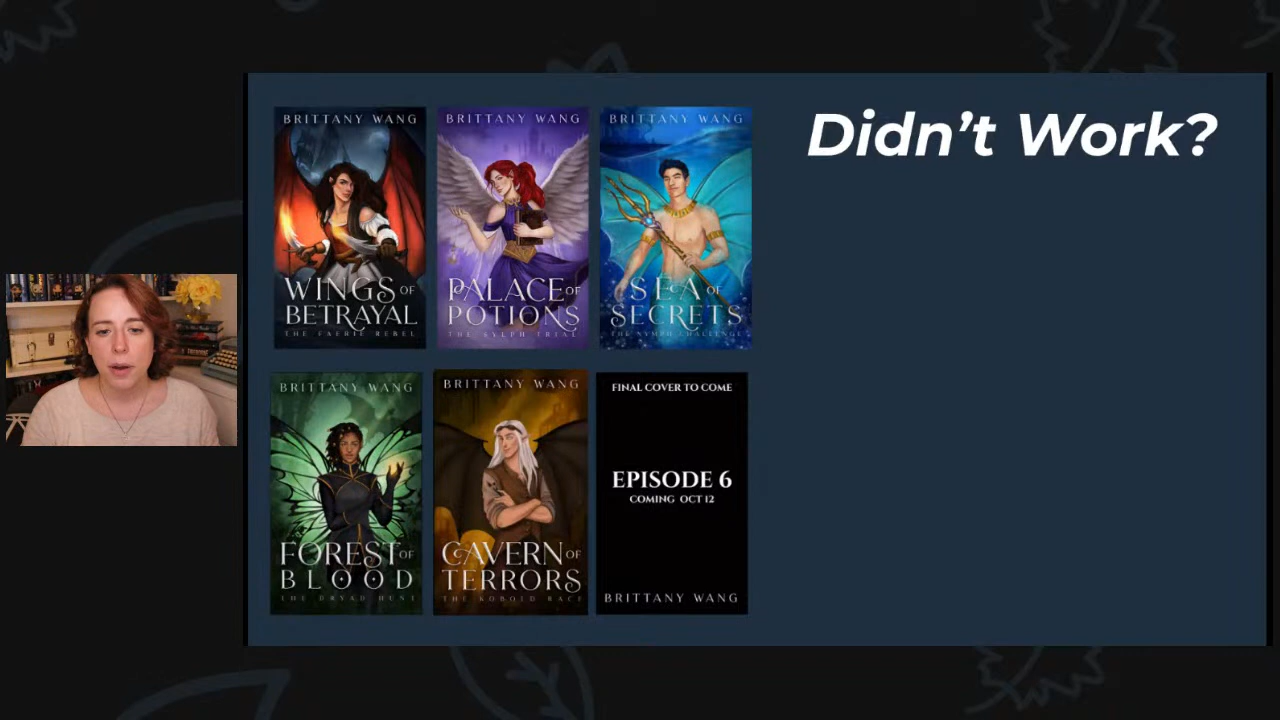 Didn't Work?
BRITTANY WANG
WINGS OF
BETRAYAL
THE FAERIE REBEL
BRITTANY WANG
PALACE OF
POTIONS
THE SYLPH TRIAL
BRITTANY WANG
SEA OF
SECRETS
THE NYMPH CHALLENGE
BRITTANY WANG
FOREST OF
BLOOD
THE DRYAD HUNT
BRITTANY WANG
CAVERN OF
TERRORS
THE KOBOLD RACE
FINAL COVER TO COME
EPISODE 6
COMING OCT 12
BRITTANY WANG